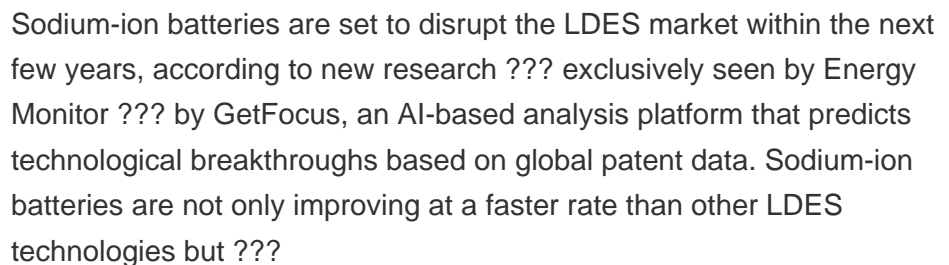 Sodium-ion batteries are set to disrupt the LDES market within the next
few years, according to new research ??? exclusively seen by Energy
Monitor ??? by GetFocus, an AI-based analysis platform that predicts
technological breakthroughs based on global patent data. Sodium-ion
batteries are not only improving at a faster rate than other LDES
technologies but ???